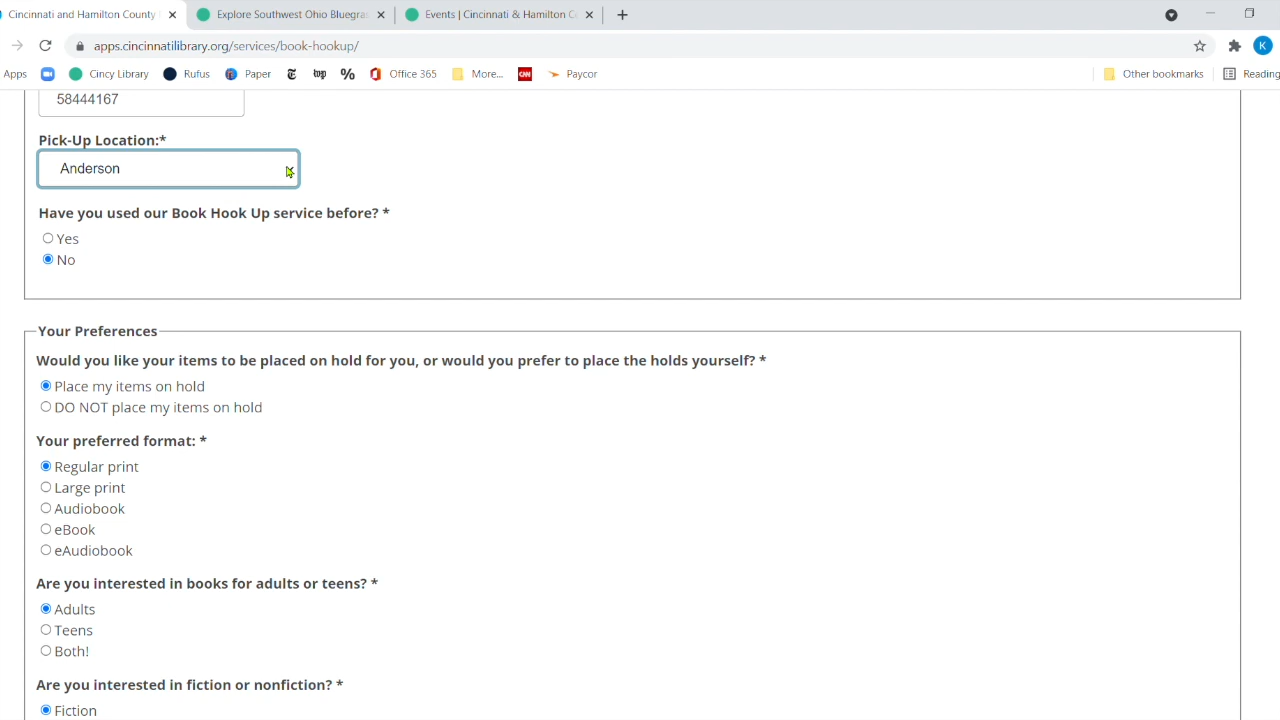 Cincinnati and Hamilton County
Explore Southwest Ohio Bluegra
Events | Cincinnati & Hamilton C
apps.cincinnatilibrary.org/services/book-hookup/
K
Apps
Cincy Library
Rufus
Paper
Office 365
More...
CNN
Paycor
Other bookmarks
Reading
58444167
Pick-Up Location:*
Anderson
Have you used our Book Hook Up service before? *
Yes
No
Your Preferences
Would you like your items to be placed on hold for you, or would you prefer to place the holds yourself? *
Place my items on hold
DO NOT place my items on hold
Your preferred format: *
Regular print
Large print
Audiobook
eBook
eAudiobook
Are you interested in books for adults or teens? *
Adults
Teens
Both!
Are you interested in fiction or nonfiction? *
Fiction